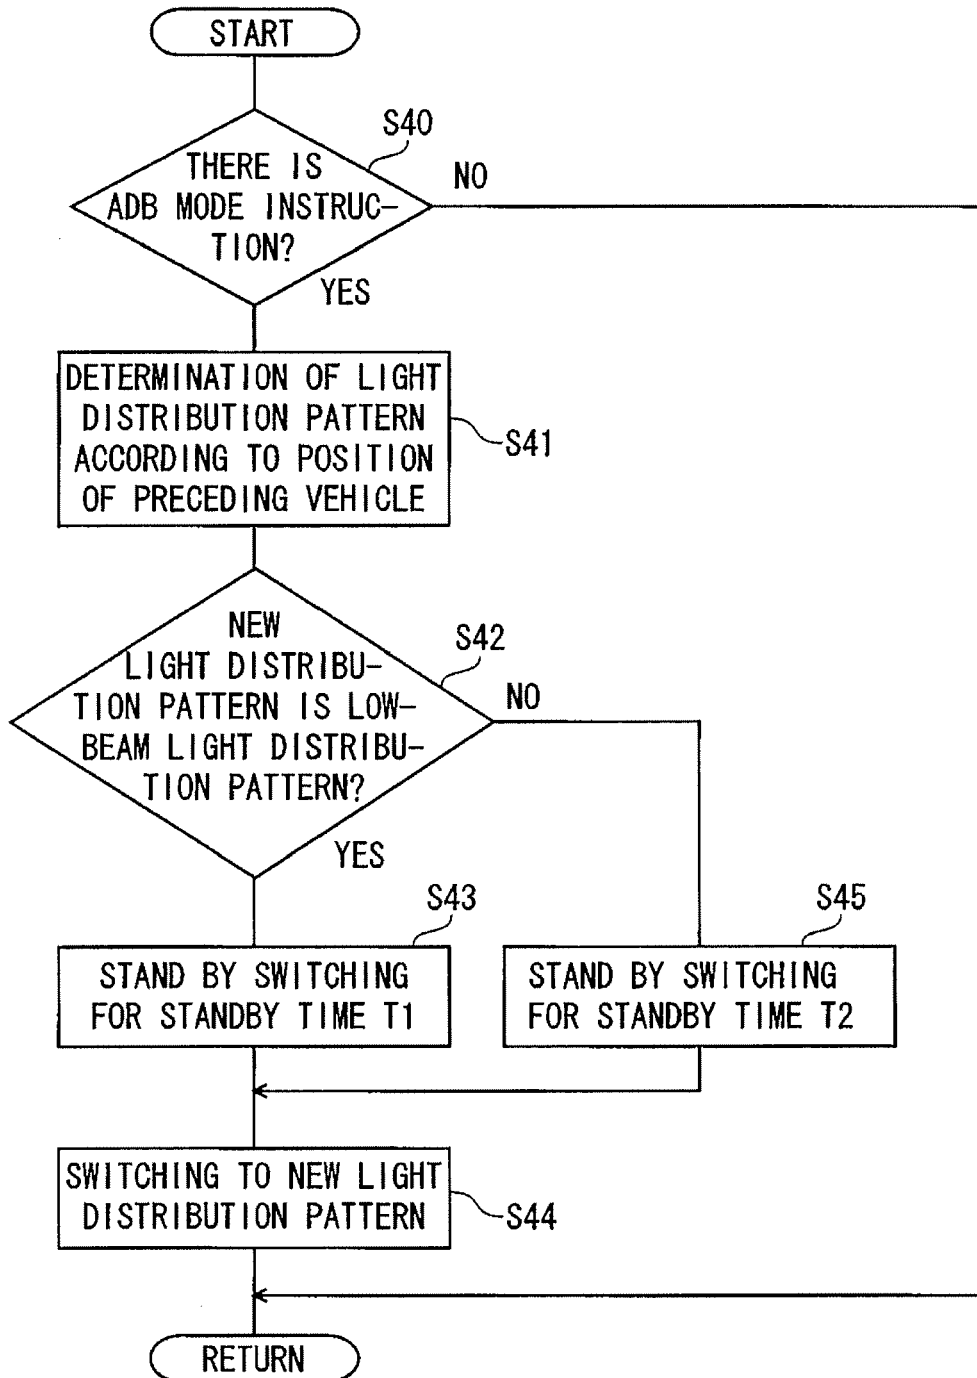 START
S40
THERE IS
ADB MODE INSTRUC-
TION?
NO
YES
DETERMINATION OF LIGHT
DISTRIBUTION PATTERN
ACCORDING TO POSITION
OF PRECEDING VEHICLE
S41
NEW
LIGHT DISTRIBU-
TION PATTERN IS LOW-
BEAM LIGHT DISTRIBU-
TION PATTERN?
S42
NO
YES
S43
STAND BY SWITCHING
FOR STANDBY TIME T1
S45
STAND BY SWITCHING
FOR STANDBY TIME T2
SWITCHING TO NEW LIGHT
DISTRIBUTION PATTERN
S44
RETURN